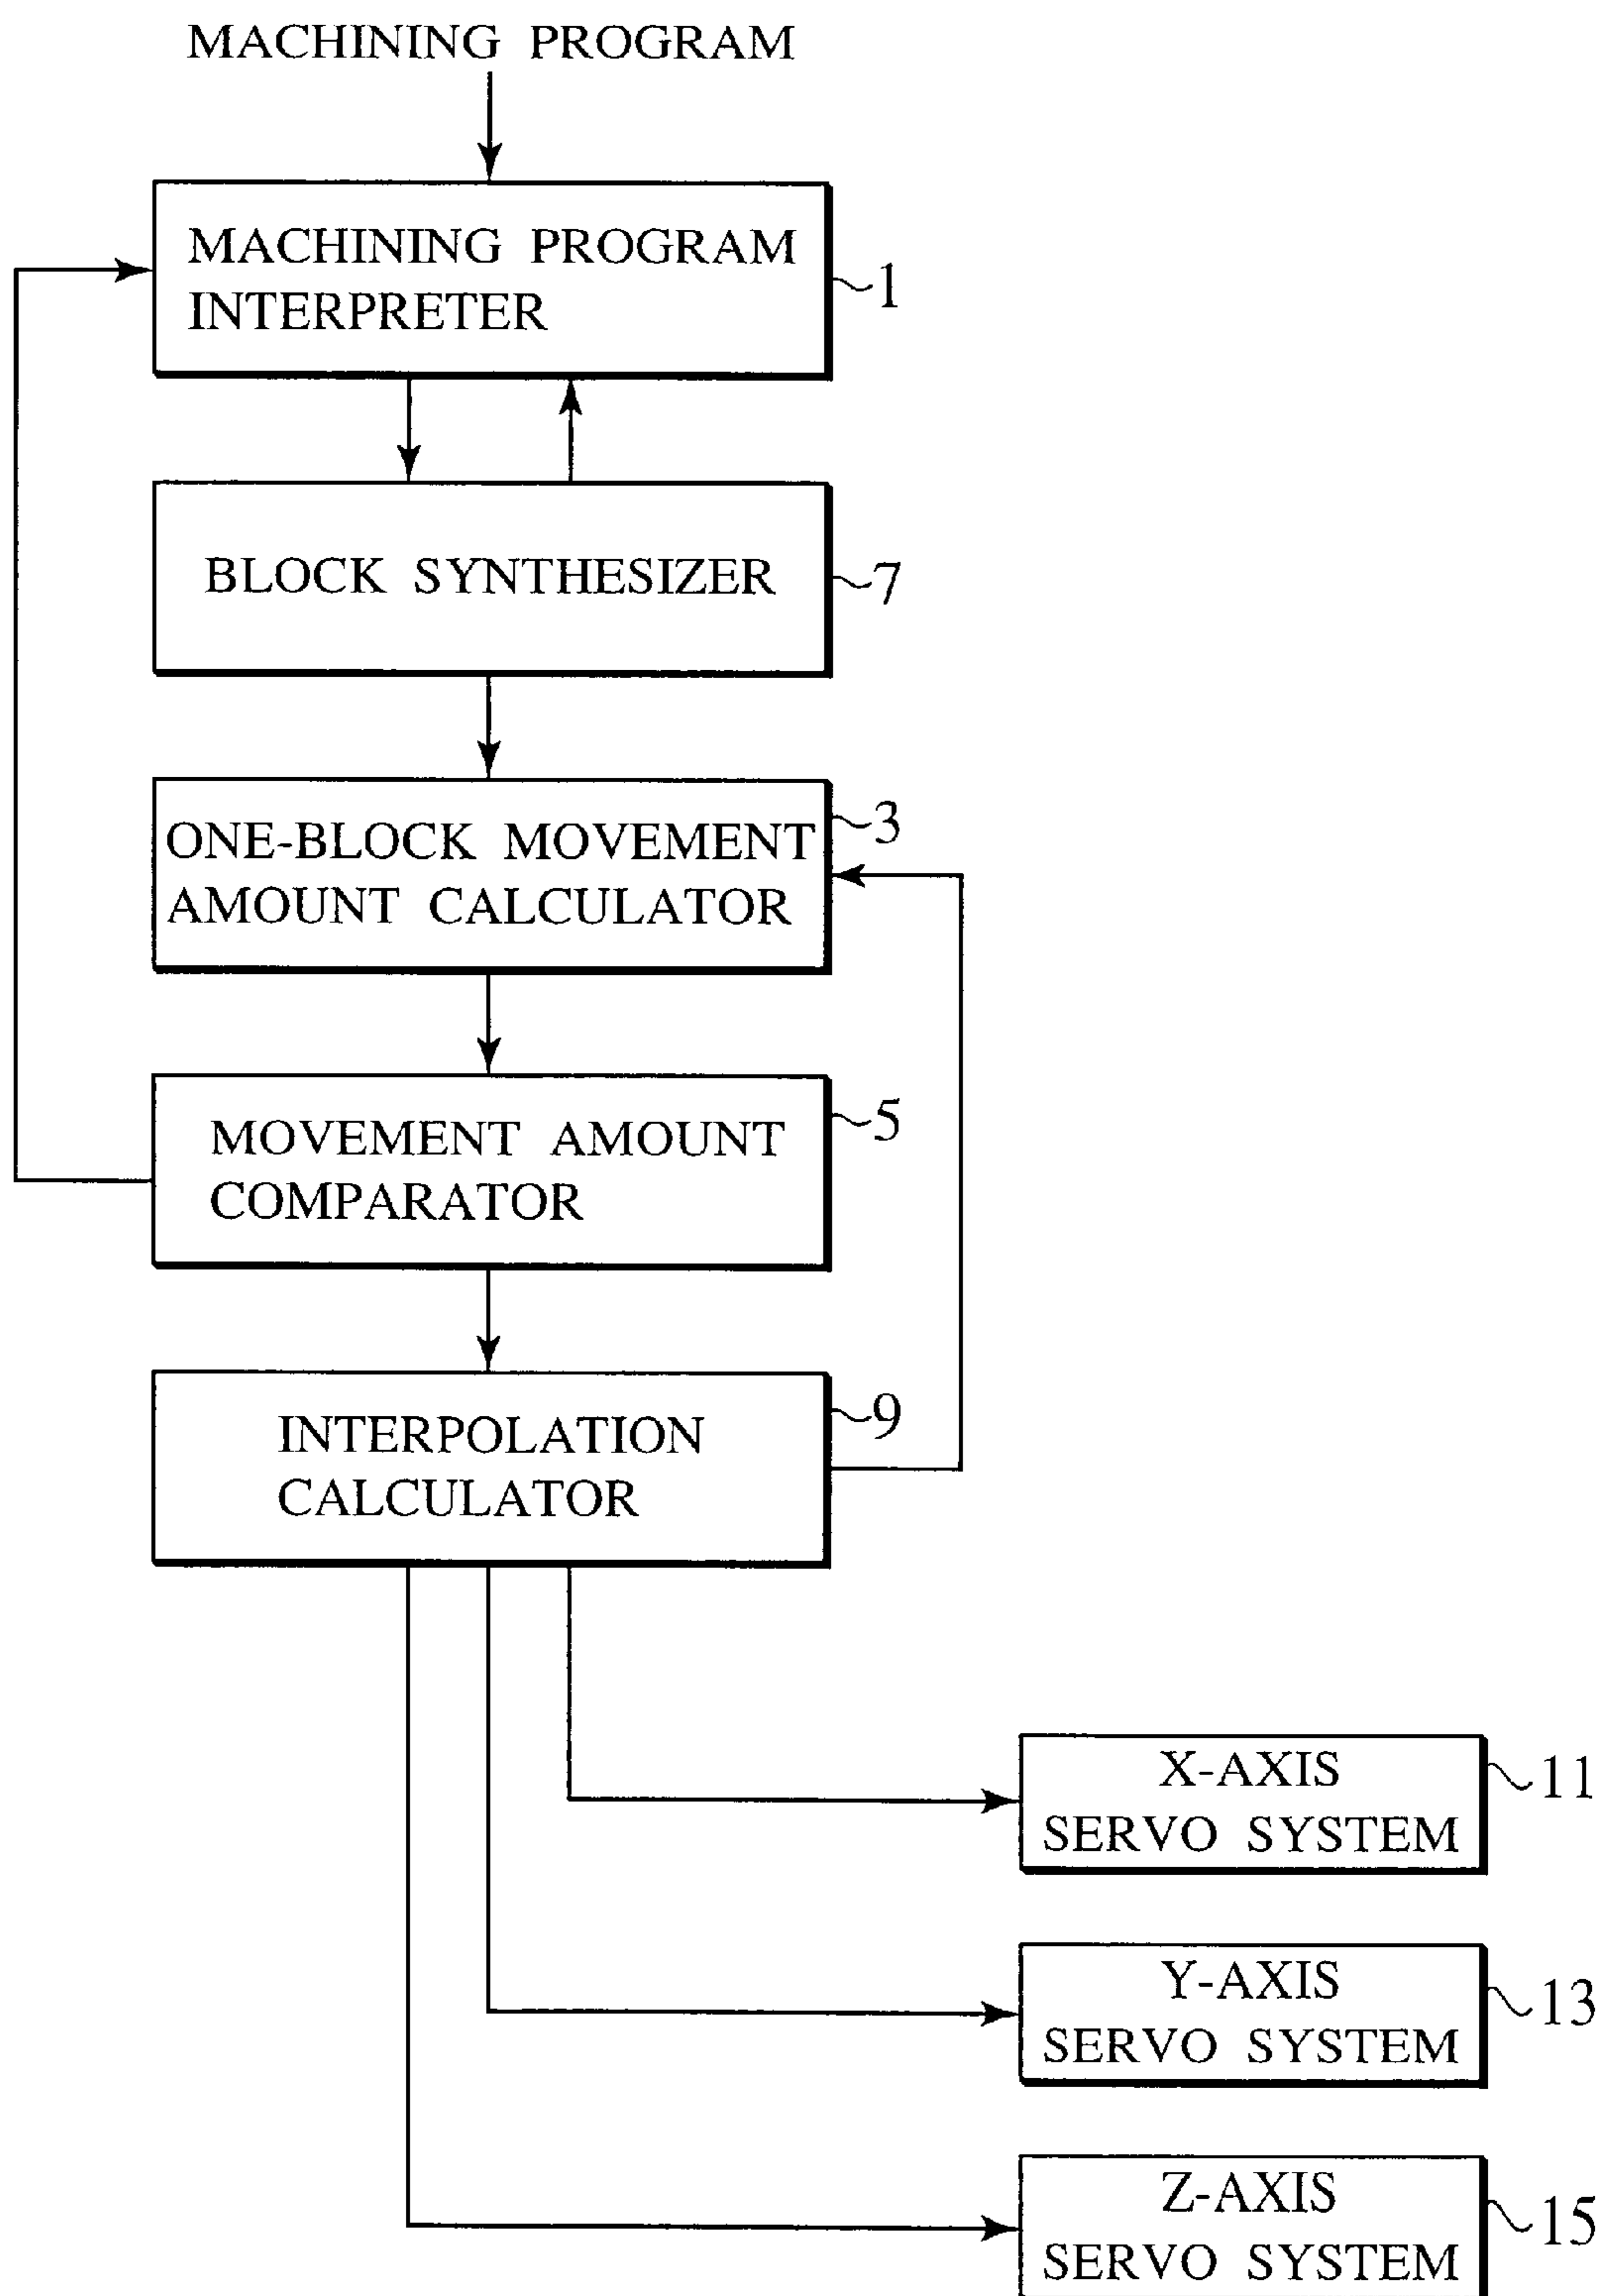 MACHINING PROGRAM
MACHINING PROGRAM
INTERPRETER
1
BLOCK SYNTHESIZER
7
ONE-BLOCK MOVEMENT
AMOUNT CALCULATOR
3
MOVEMENT AMOUNT
COMPARATOR
5
INTERPOLATION
CALCULATOR
9
X-AXIS
SERVO SYSTEM
11
Y-AXIS
SERVO SYSTEM
13
Z-AXIS
SERVO SYSTEM
15